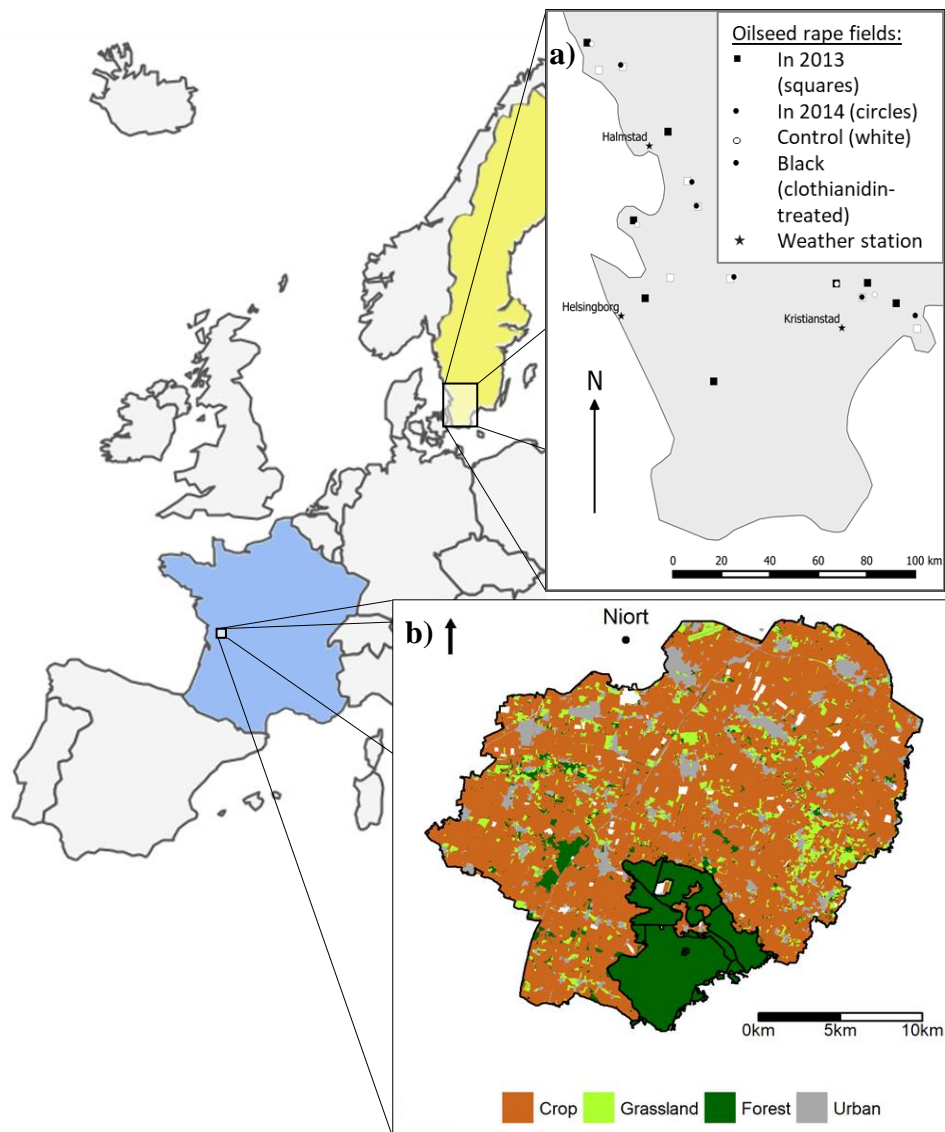 a)
Oilseed rape fields:
In 2013
(squares)
In 2014 (circles)
Control (white)
Black
(clothianidin-
treated)
Weather station
Halmstad
Helsingborg
Kristianstad
N
0 20 40 60 80 100 km
b)
Niort
0km 5km 10km
Crop Grassland Forest Urban